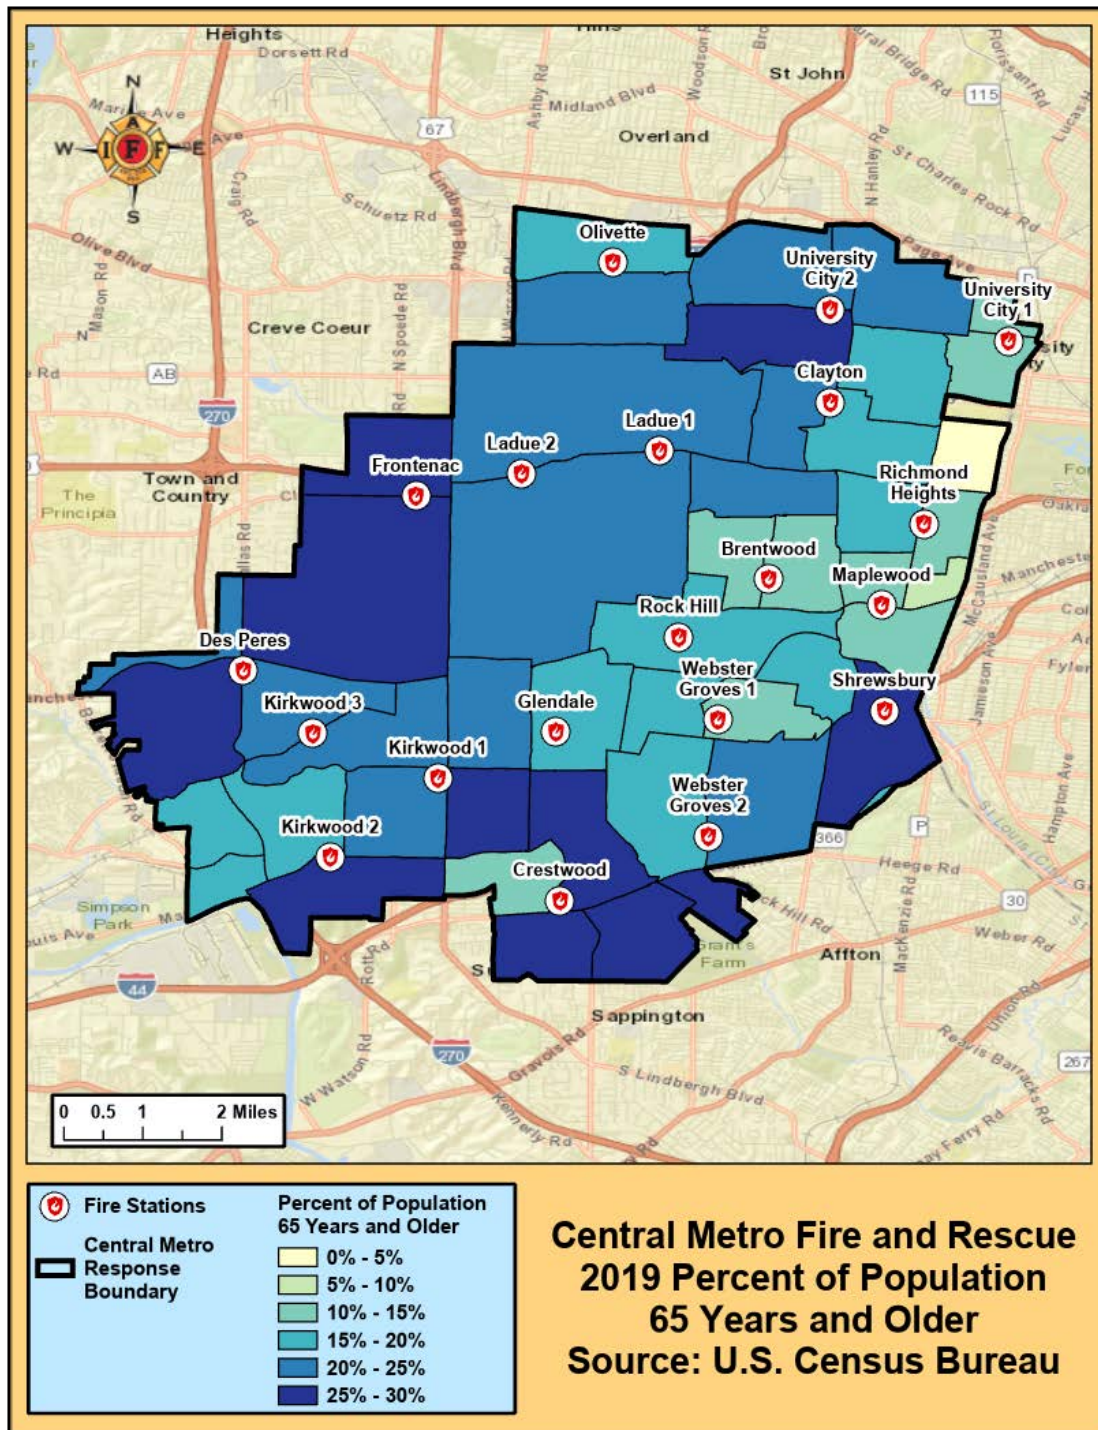 Heights
Dorsett Rd
Ashby Rd
Woodson Rd
St John
115
Florissant Rd
Midland Blvd
67
Overland
N Hanley Rd
St Charles Rock Rd
N
W
I
A
F
F
E
S
Craig Rd
Schuetz Rd
Lindbergh Blvd
Olive Blvd
Mason Rd
Page Ave
Olivette
University
City 2
University
City 1
Creve Coeur
N Spoede Rd
AB
270
Clayton
Ladue 1
Ladue 2
Frontenac
Town and
Country
The
Principia
Richmond
Heights
Brentwood
Maplewood
McCausland Ave
Manchester
Rock Hill
Des Peres
Webster
Groves 1
Shrewsbury
Jamieson Ave
Kirkwood 3
Glendale
Kirkwood 1
Hampton Ave
Webster
Groves 2
Kirkwood 2
366
P
Heege Rd
Crestwood
Simpson
Park
30
MacKenzie Rd
Weber Rd
Rott Rd
Grant's
Farm
Affton
44
Sappington
Union Rd
270
W Watson Rd
Gravois Rd
S Lindbergh Blvd
Reavis Barracks Rd
267
Kennerly Rd
0 0.5 1 2 Miles
Fire Stations
Central Metro
Response
Boundary
Percent of Population
65 Years and Older
0% - 5%
5% - 10%
10% - 15%
15% - 20%
20% - 25%
25% - 30%
Central Metro Fire and Rescue
2019 Percent of Population
65 Years and Older
Source: U.S. Census Bureau